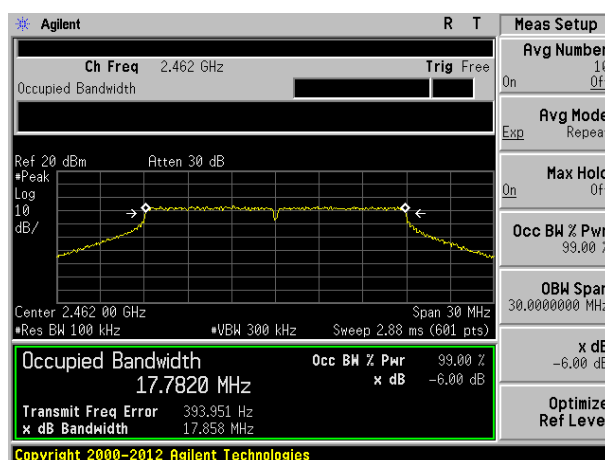 Agilent
R T
Meas Setup
Ch Freq 2.462 GHz
Trig Free
Occupied Bandwidth
Avg Number
On
Avg Mode
Exp Repeat
Max Hold
On
Occ BW % Pwr
99.00 %
OBW Span
30.0000000 MHz
x dB
-6.00 dB
Optimize
Ref Level
Ref 20 dBm
Atten 30 dB
#Peak
Log
10
dB/
Center 2.462 00 GHz
Span 30 MHz
#Res BW 100 kHz
#VBW 300 kHz
Sweep 2.88 ms (601 pts)
Occupied Bandwidth
17.7820 MHz
Occ BW % Pwr 99.00 %
x dB -6.00 dB
Transmit Freq Error 393.951 Hz
x dB Bandwidth 17.858 MHz
Copyright 2000-2012 Agilent Technologies